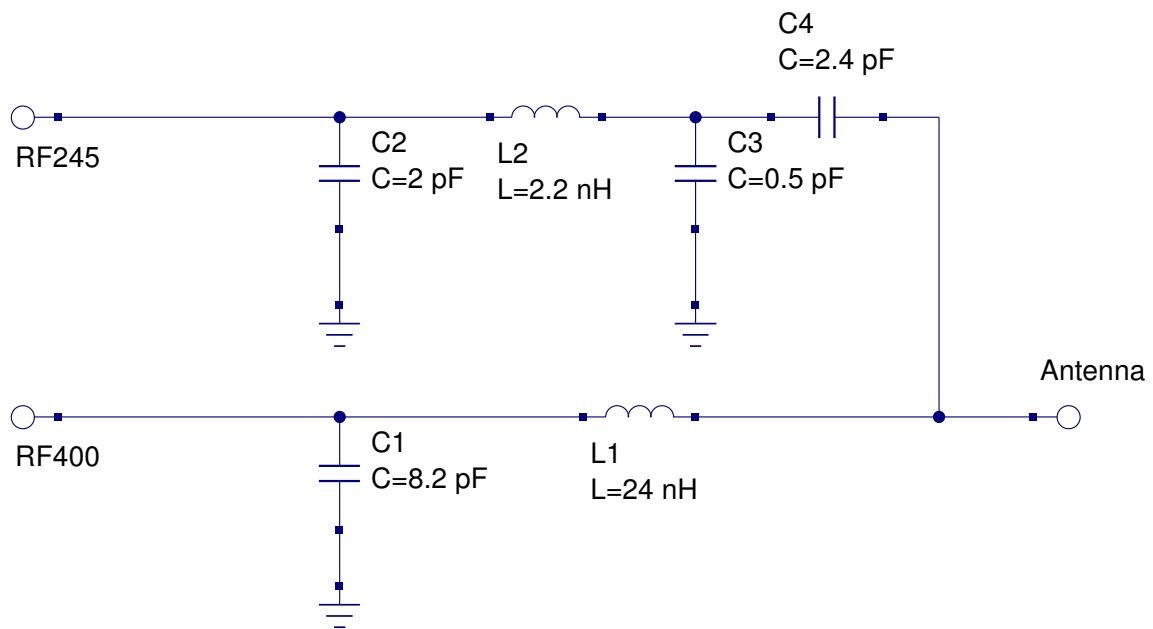 C4
C=2.4 pF
RF245
C2
C=2 pF
L2
L=2.2 nH
C3
C=0.5 pF
Antenna
RF400
C1
C=8.2 pF
L1
L=24 nH